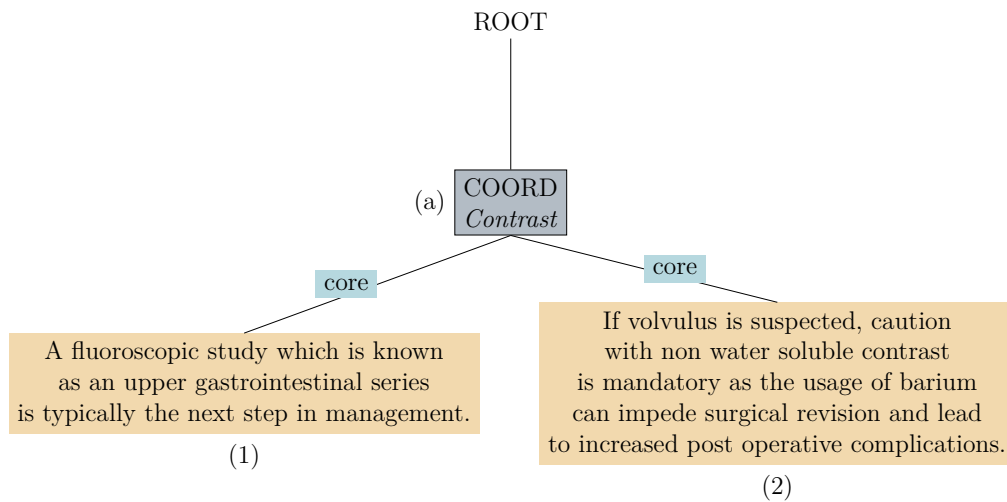 ROOT
(a)
COORD
Contrast
core
core
A fluoroscopic study which is known
as an upper gastrointestinal series
is typically the next step in management.
(1)
If volvulus is suspected, caution
with non water soluble contrast
is mandatory as the usage of barium
can impede surgical revision and lead
to increased post operative complications.
(2)